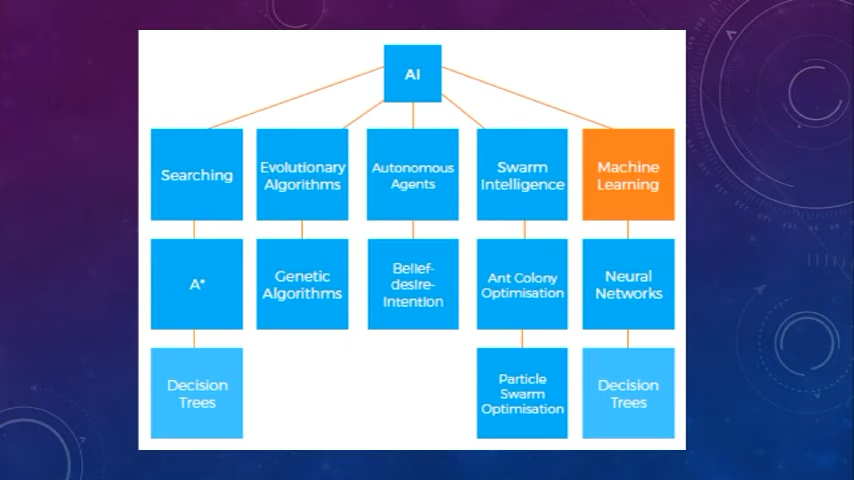 AI
Searching
Evolutionary
Algorithms
Autonomous
Agents
Swarm
Intelligence
Machine
Learning
A*
Genetic
Algorithms
Belief-
desire-
intention
Ant Colony
Optimisation
Neural
Networks
Decision
Trees
Particle
Swarm
Optimisation
Decision
Trees